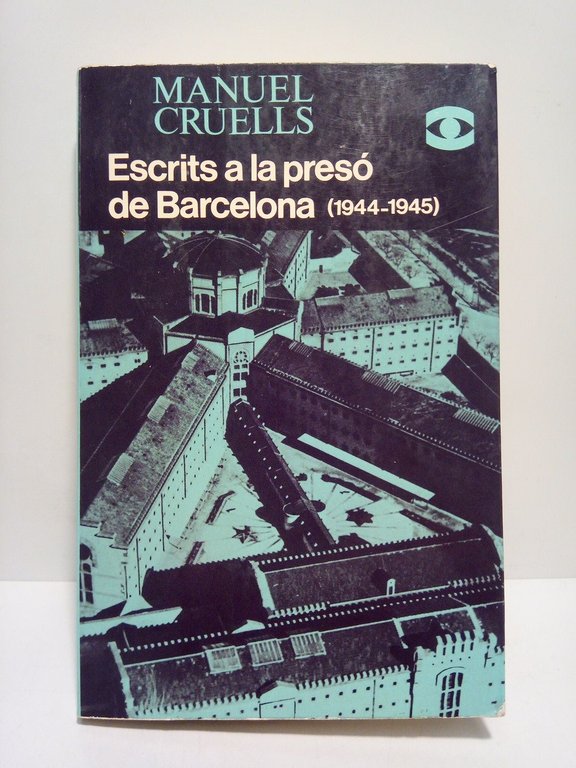 MANUEL
CRUELLS
Escrits a la presó
de Barcelona (1944-1945)